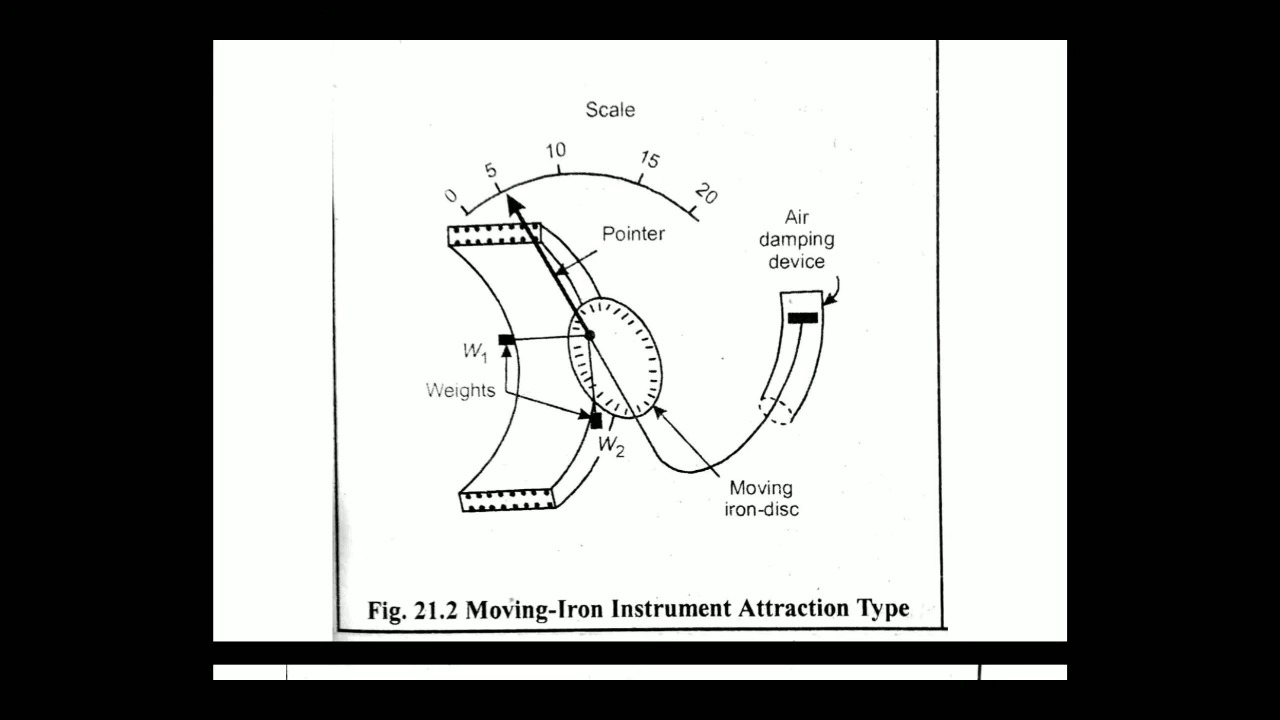 Scale
0 5 10 15 20
Pointer
Air
damping
device
W1
Weights
W2
Moving
iron-disc
Fig. 21.2 Moving-Iron Instrument Attraction Type